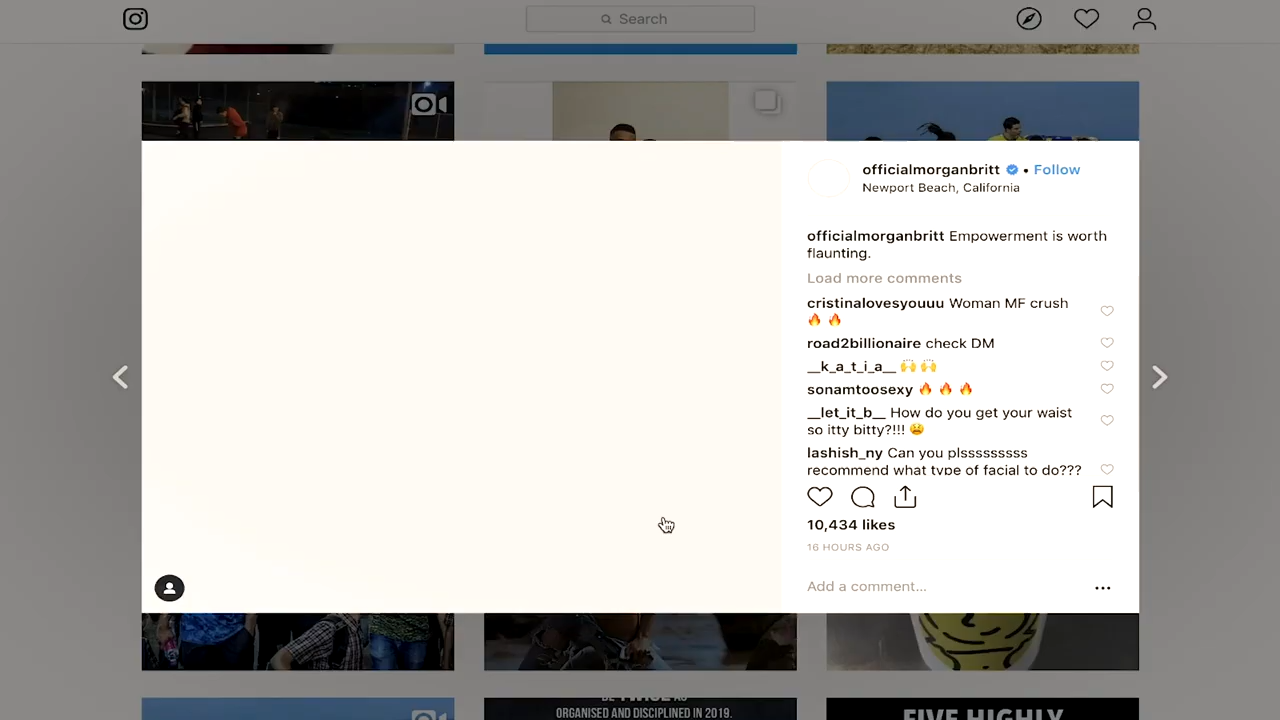 Search
officialmorganbritt • Follow
Newport Beach, California
officialmorganbritt Empowerment is worth
flaunting.
Load more comments
cristinalovesyouuu Woman MF crush
🔥 🔥
road2billionaire check DM
__k_a_t_i_a__ 🙌 🙌
sonamtoosexy 🔥 🔥 🔥
__let_it_b__ How do you get your waist
so itty bitty?!!! 😫
lashish_ny Can you plsssssssss
recommend what type of facial to do???
10,434 likes
16 HOURS AGO
Add a comment...
BE TWICE AS
ORGANISED AND DISCIPLINED IN 2019.
FIVE HIGHLY